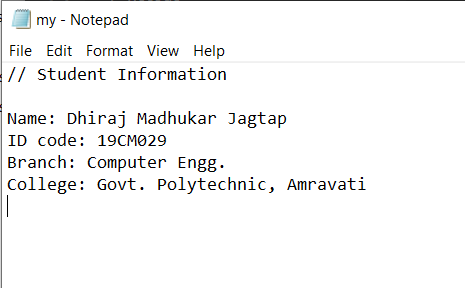 my - Notepad
File Edit Format View Help
// Student Information
Name: Dhiraj Madhukar Jagtap
ID code: 19CM029
Branch: Computer Engg.
College: Govt. Polytechnic, Amravati